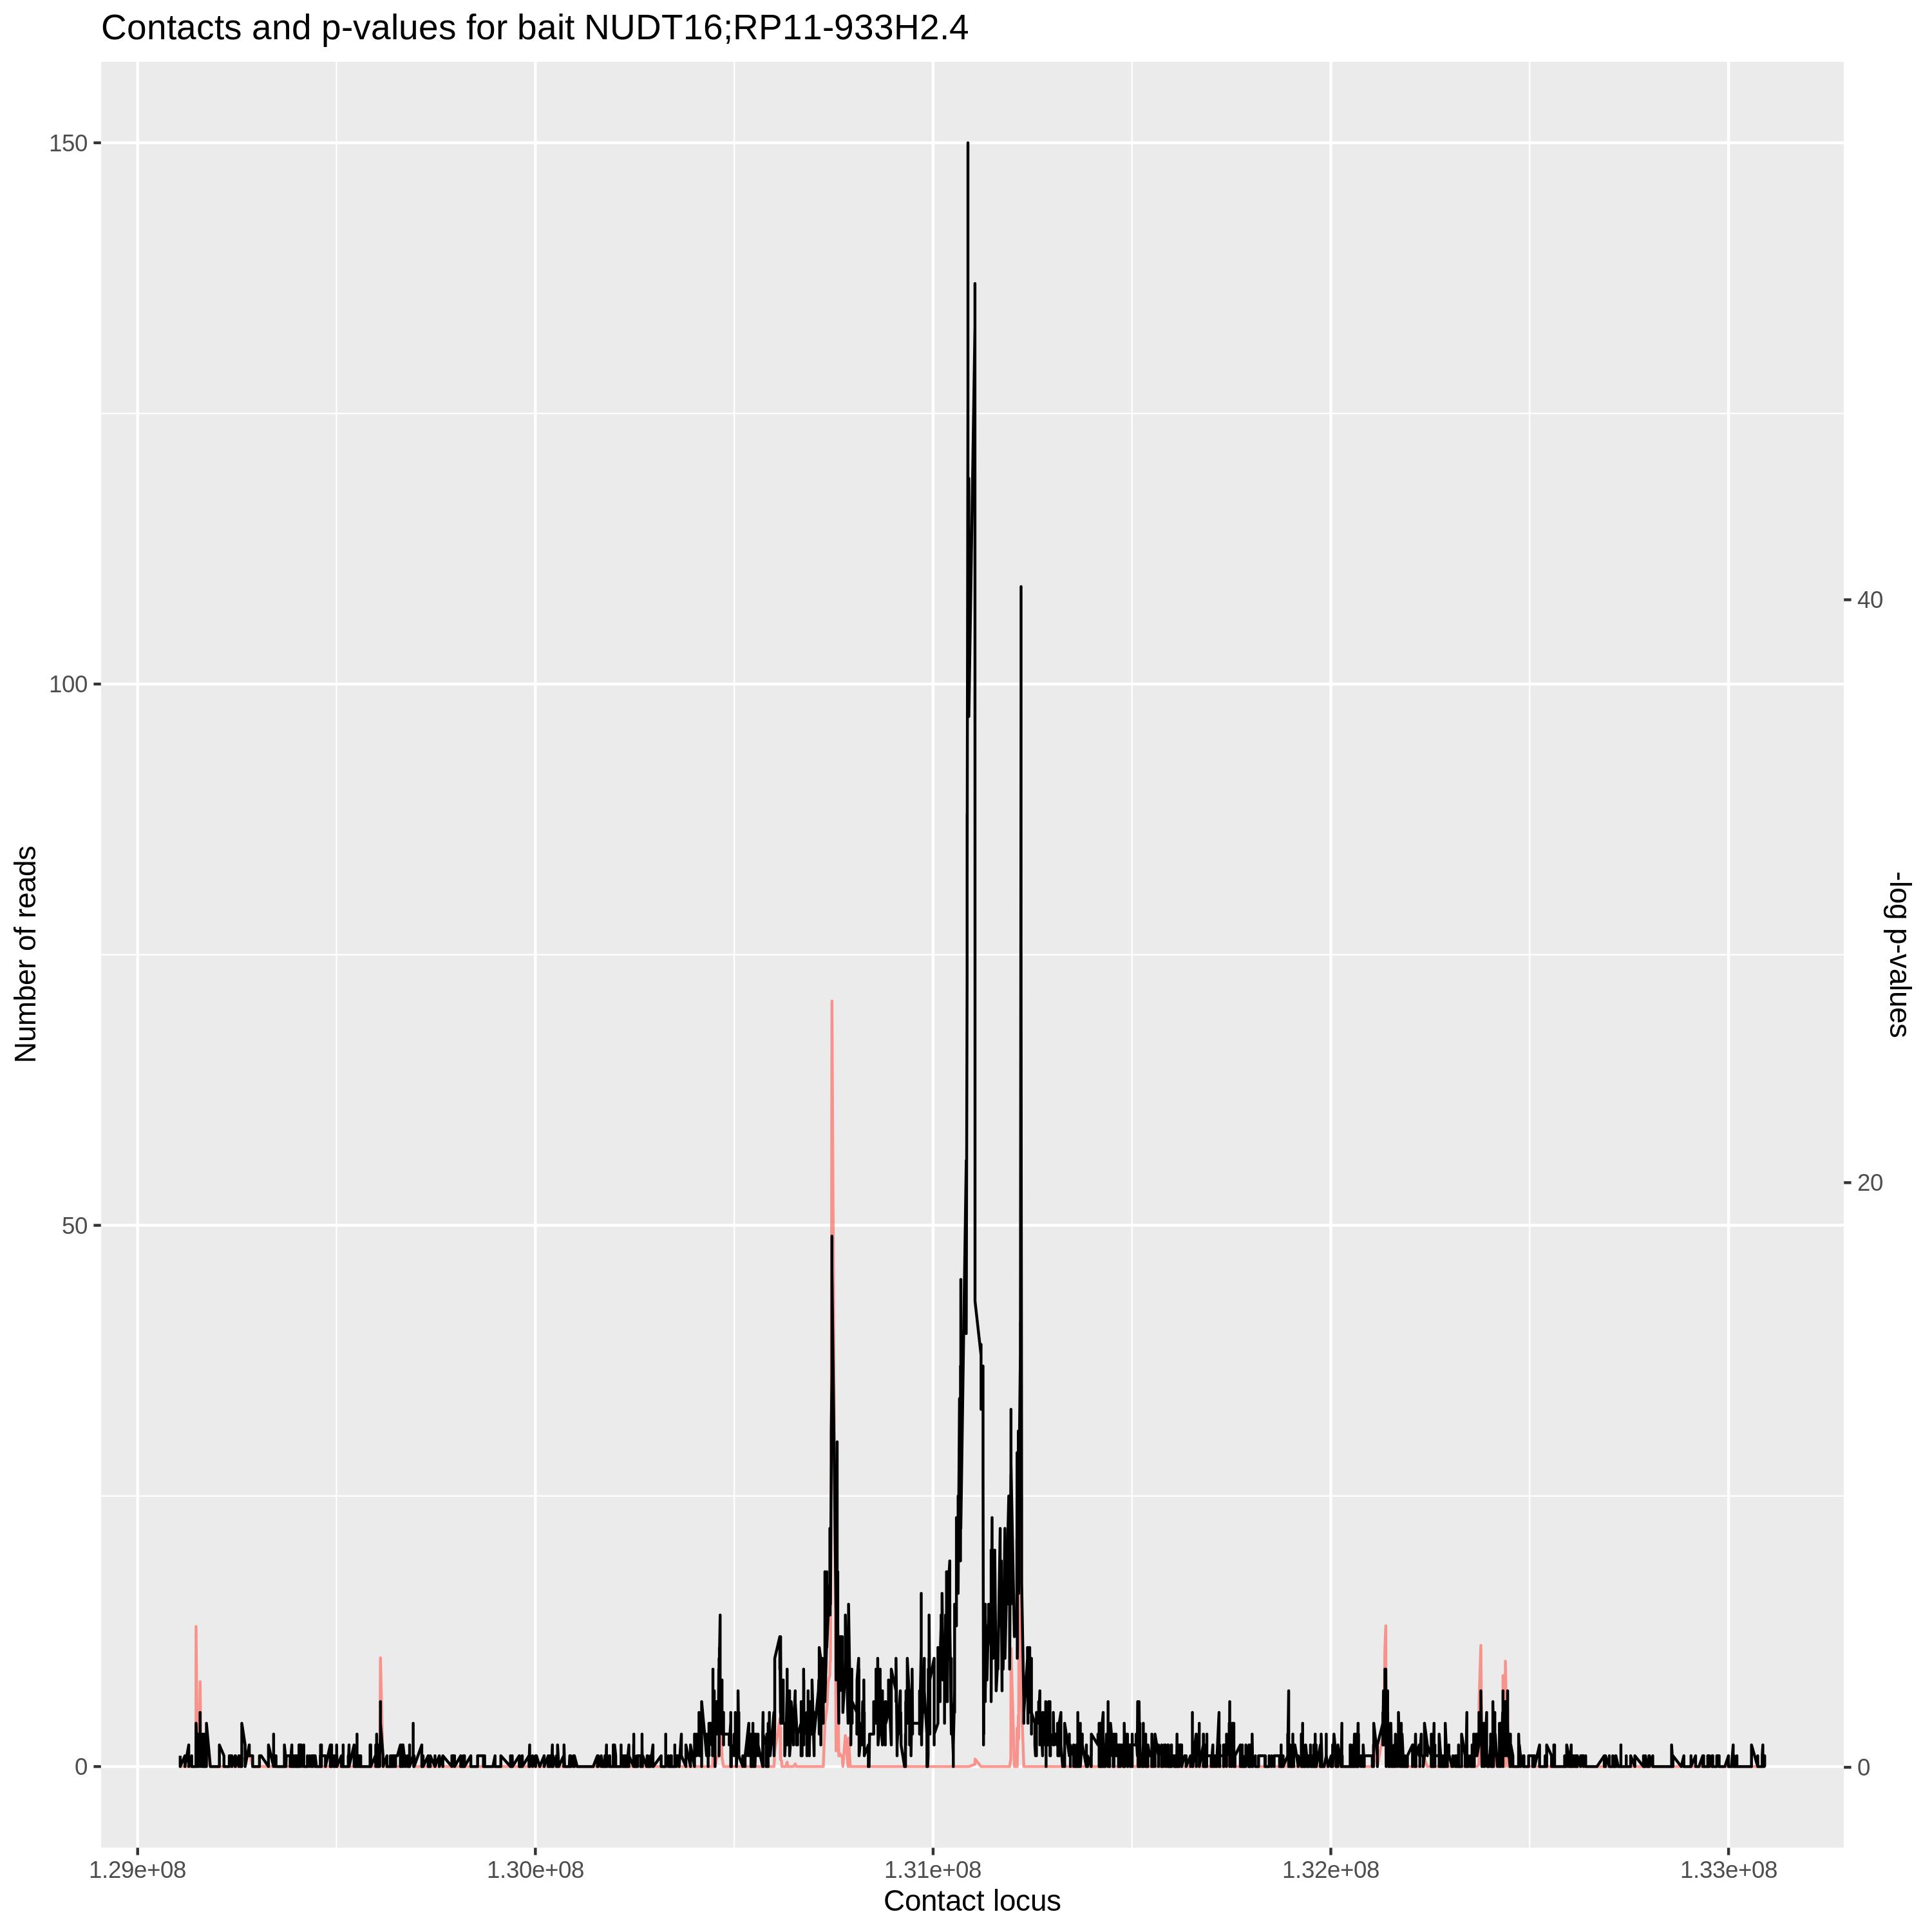 Contacts and p-values for bait NUDT16;RP11-933H2.4
150
100
50
0
Number of reads
40
20
0
-log p-values
1.29e+08
1.30e+08
1.31e+08
1.32e+08
1.33e+08
Contact locus